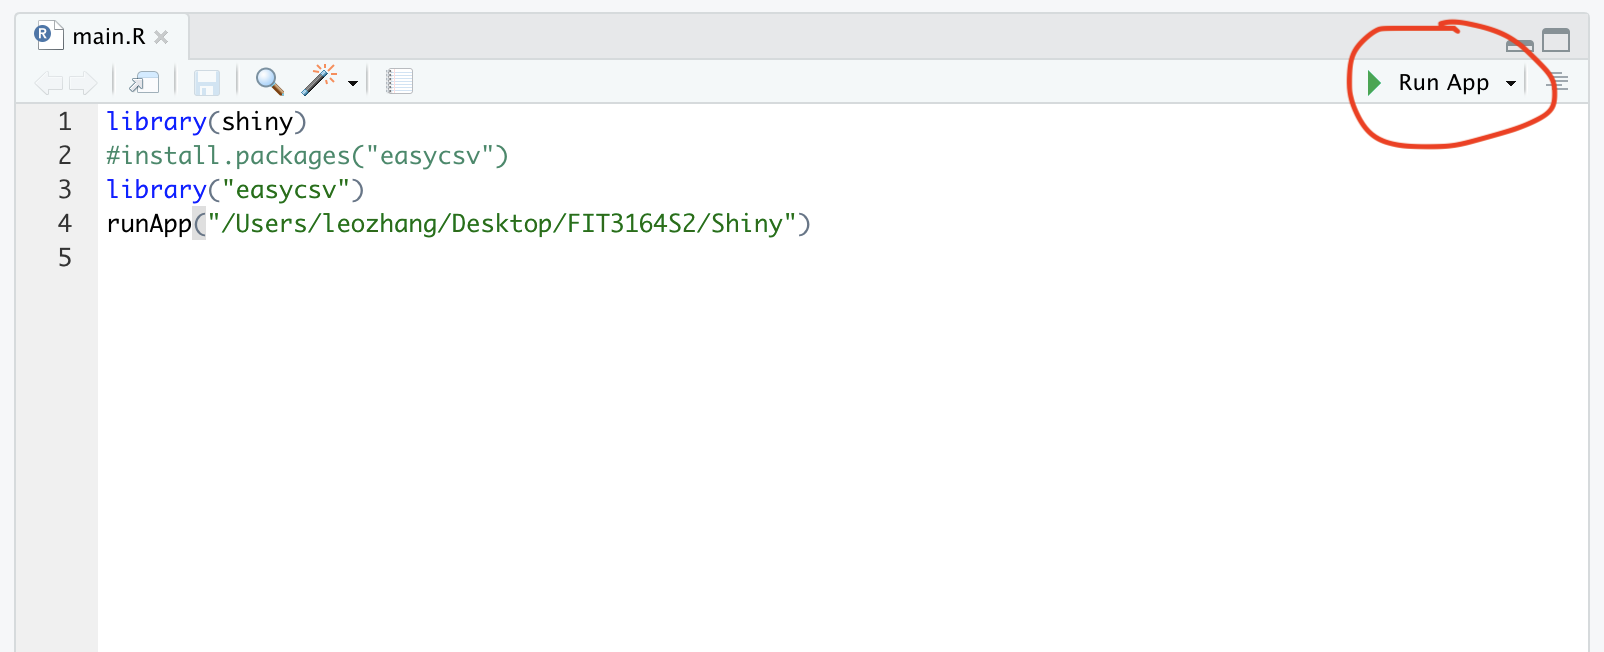 R main.R
Run App
1 library(shiny)
2 #install.packages("easycsv")
3 library("easycsv")
4 runApp("/Users/leozhang/Desktop/FIT3164S2/Shiny")
5